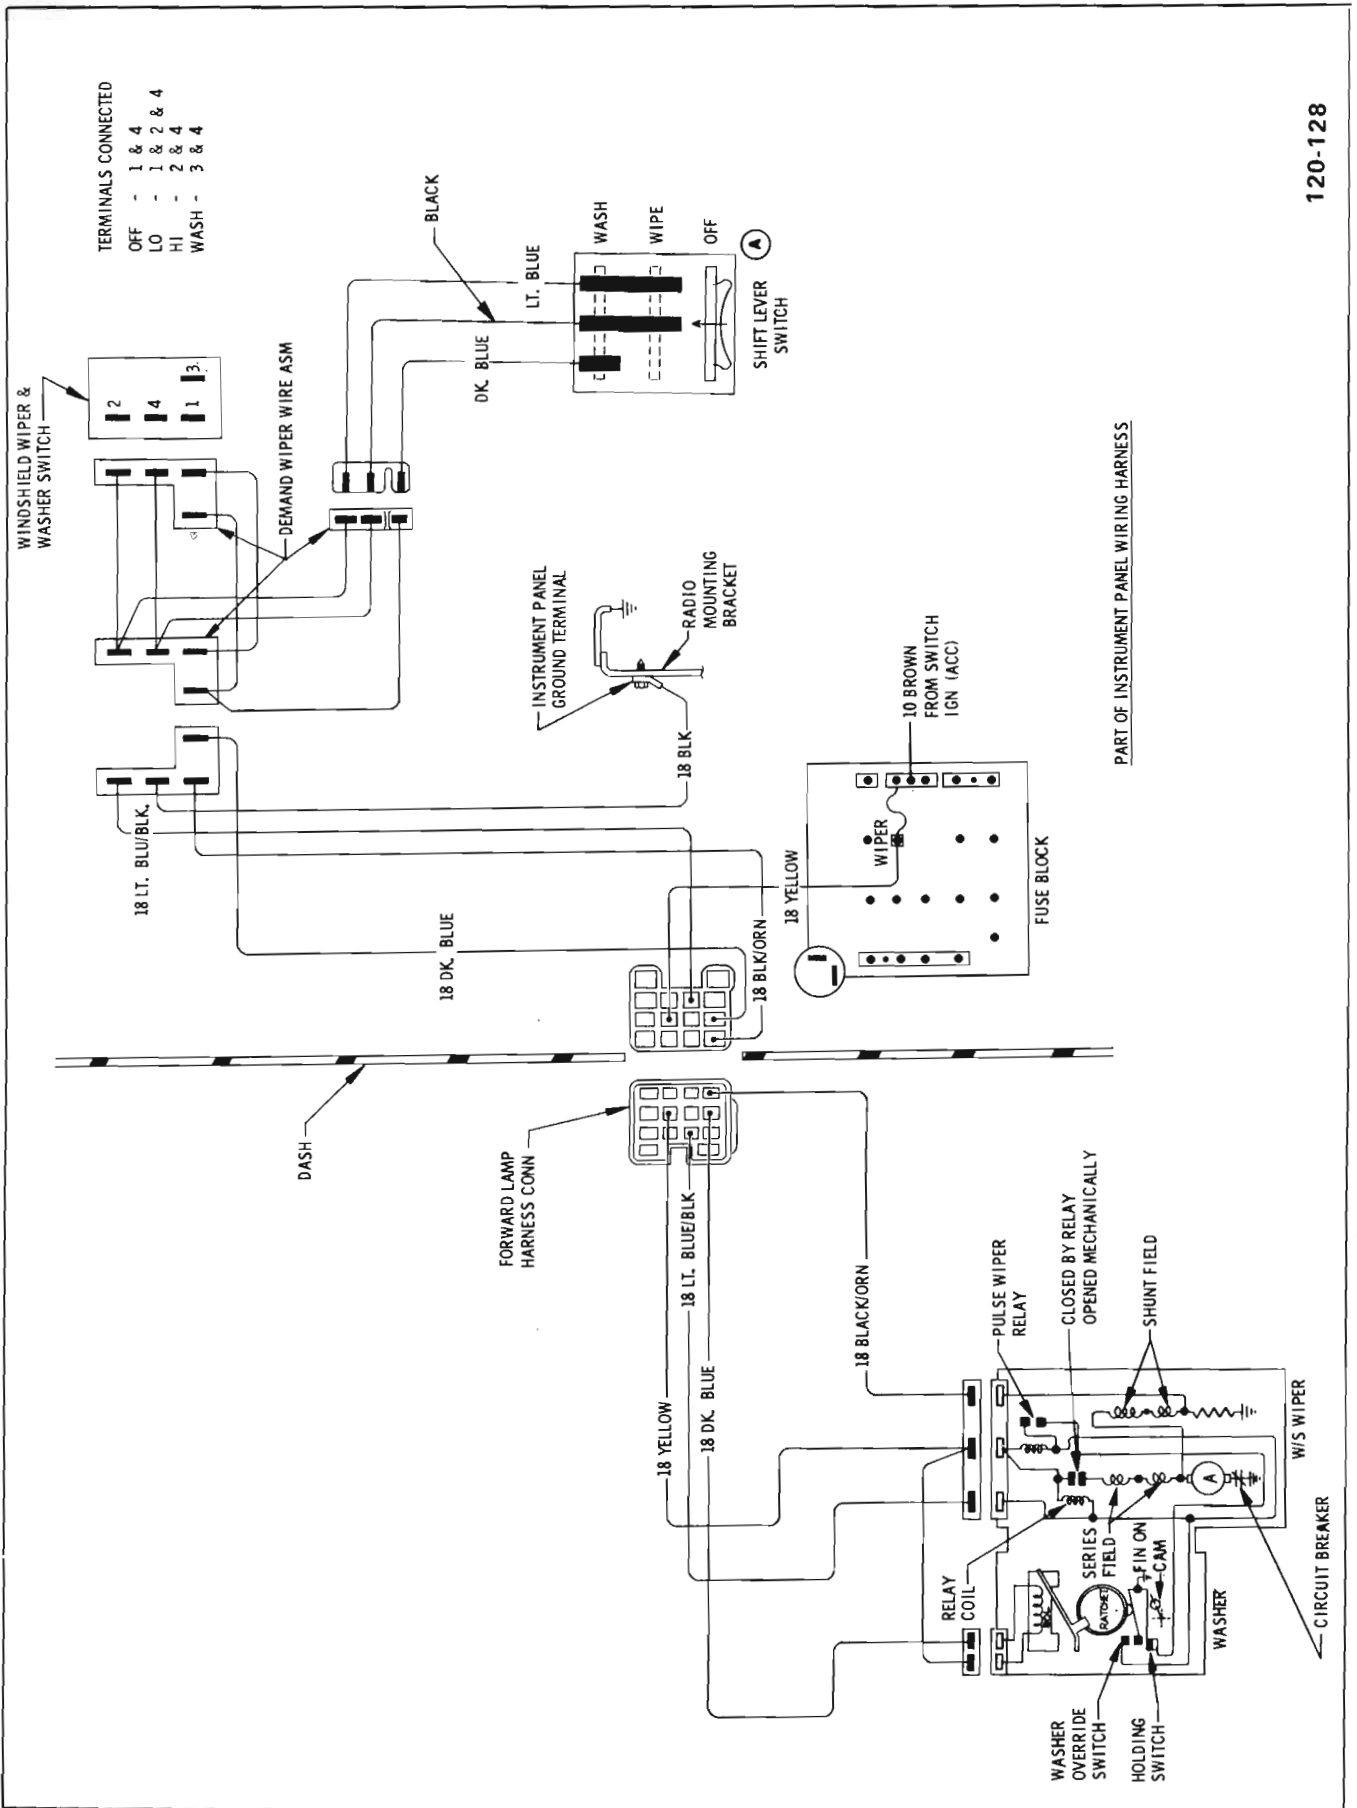 WINDSHIELD WIPER &
WASHER SWITCH
2
4
1
3
TERMINALS CONNECTED
OFF - 1 & 4
LO - 1 & 2 & 4
HI - 2 & 4
WASH - 3 & 4
DEMAND WIPER WIRE ASM
BLACK
LT. BLUE
DK. BLUE
WASH
WIPE
OFF
A
SHIFT LEVER
SWITCH
18 LT. BLU/BLK.
18 DK. BLUE
INSTRUMENT PANEL
GROUND TERMINAL
RADIO
MOUNTING
BRACKET
18 BLK
18 BLK/ORN
18 YELLOW
WIPER
10 BROWN
FROM SWITCH
IGN (ACC)
FUSE BLOCK
PART OF INSTRUMENT PANEL WIRING HARNESS
120-128
DASH
FORWARD LAMP
HARNESS CONN
18 YELLOW
18 LT. BLUE/BLK
18 DK. BLUE
18 BLACK/ORN
PULSE WIPER
RELAY
CLOSED BY RELAY
OPENED MECHANICALLY
SHUNT FIELD
RELAY
COIL
SERIES
FIELD
SOL
RATCHET
FIN ON
CAM
A
W/S WIPER
WASHER
CIRCUIT BREAKER
WASHER
OVERRIDE
SWITCH
HOLDING
SWITCH